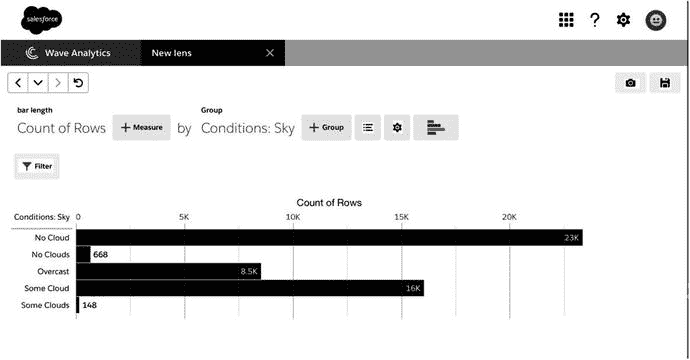 salesforce
?
Wave Analytics New lens ×
bar length
Count of Rows + Measure by
Group
Conditions: Sky + Group
Filter
Count of Rows
Conditions: Sky 0 5K 10K 15K 20K
No Cloud 23K
No Clouds 668
Overcast 8.5K
Some Cloud 16K
Some Clouds 148